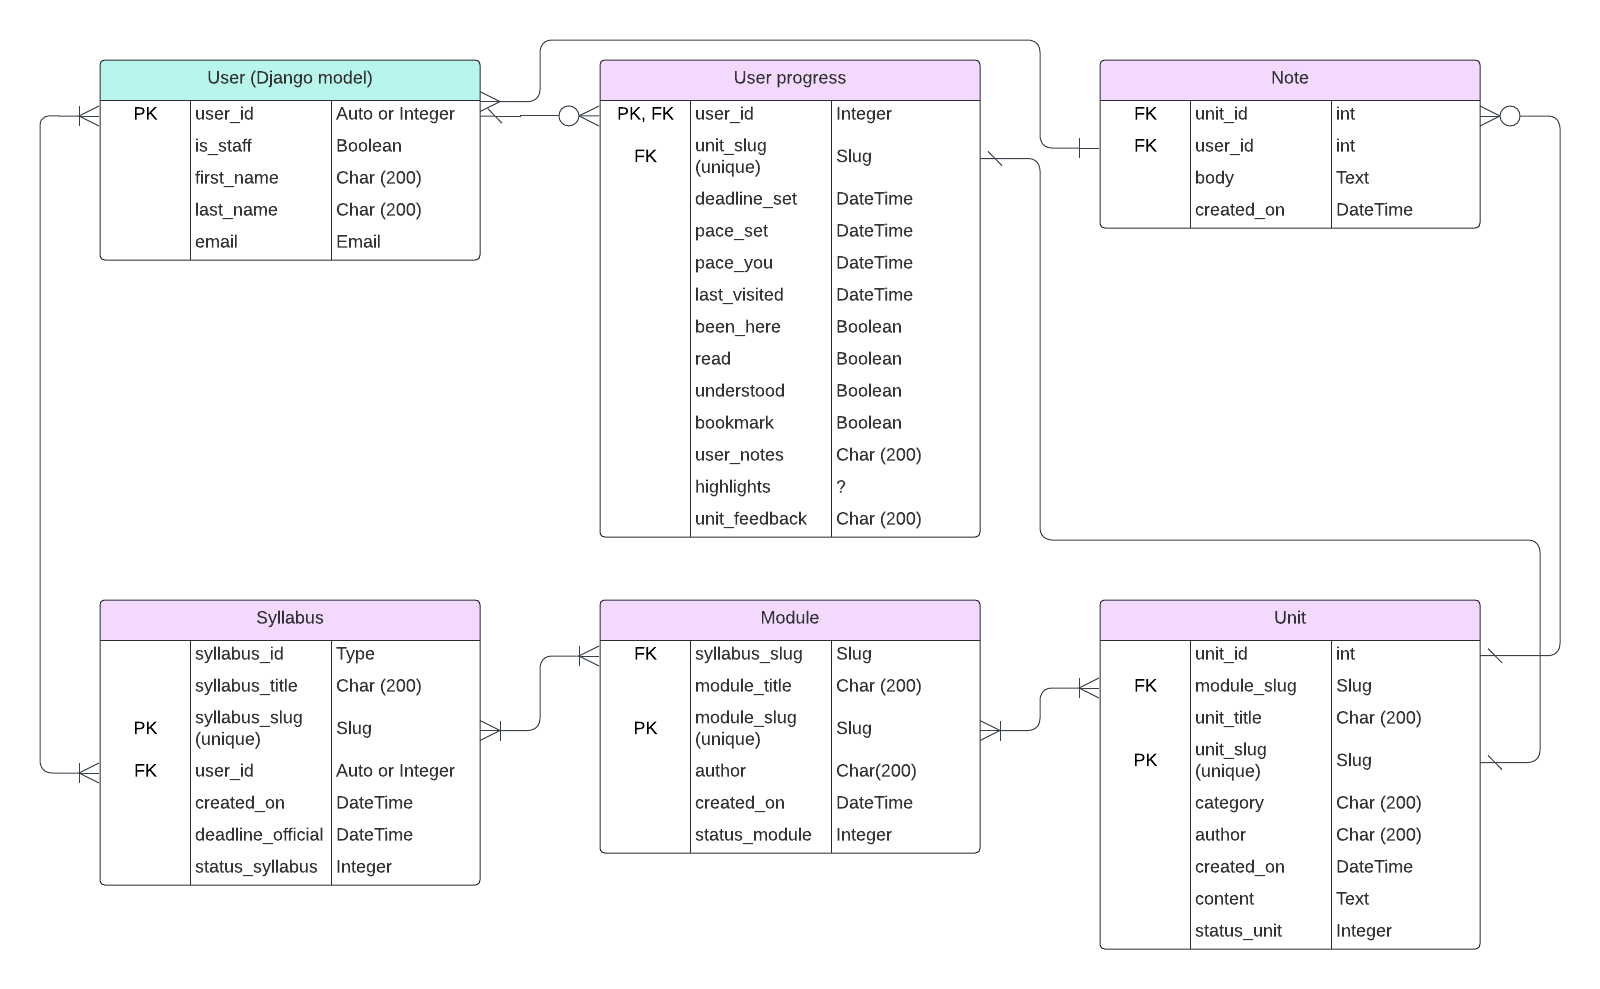 User (Django model)
PK user_id Auto or Integer
is_staff Boolean
first_name Char (200)
last_name Char (200)
email Email
User progress
PK, FK user_id Integer
FK unit_slug (unique) Slug
deadline_set DateTime
pace_set DateTime
pace_you DateTime
last_visited DateTime
been_here Boolean
read Boolean
understood Boolean
bookmark Boolean
user_notes Char (200)
highlights ?
unit_feedback Char (200)
Note
FK unit_id int
FK user_id int
body Text
created_on DateTime
Syllabus
syllabus_id Type
syllabus_title Char (200)
PK syllabus_slug (unique) Slug
FK user_id Auto or Integer
created_on DateTime
deadline_official DateTime
status_syllabus Integer
Module
FK syllabus_slug Slug
module_title Char (200)
PK module_slug (unique) Slug
author Char(200)
created_on DateTime
status_module Integer
Unit
unit_id int
FK module_slug Slug
unit_title Char (200)
PK unit_slug (unique) Slug
category Char (200)
author Char (200)
created_on DateTime
content Text
status_unit Integer